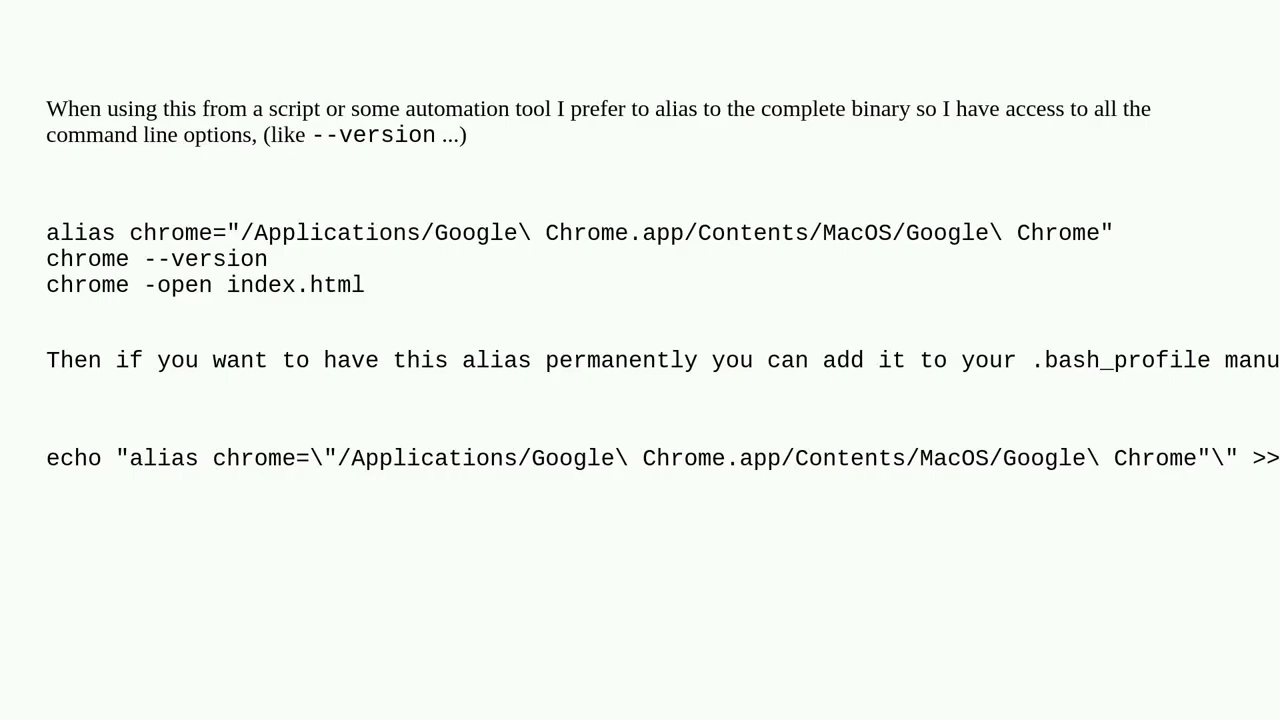 When using this from a script or some automation tool I prefer to alias to the complete binary so I have access to all the
command line options, (like --version ...)
alias chrome="/Applications/Google\ Chrome.app/Contents/MacOS/Google\ Chrome"
chrome --version
chrome -open index.html
Then if you want to have this alias permanently you can add it to your .bash_profile manu
echo "alias chrome=\"/Applications/Google\ Chrome.app/Contents/MacOS/Google\ Chrome"\" >>